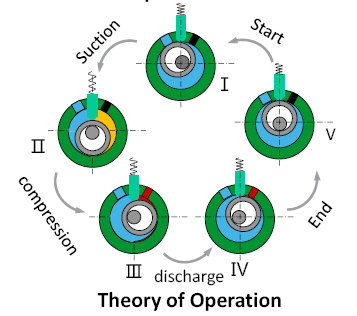 Suction
Start
I
II
V
compression
III
discharge
IV
End
Theory of Operation